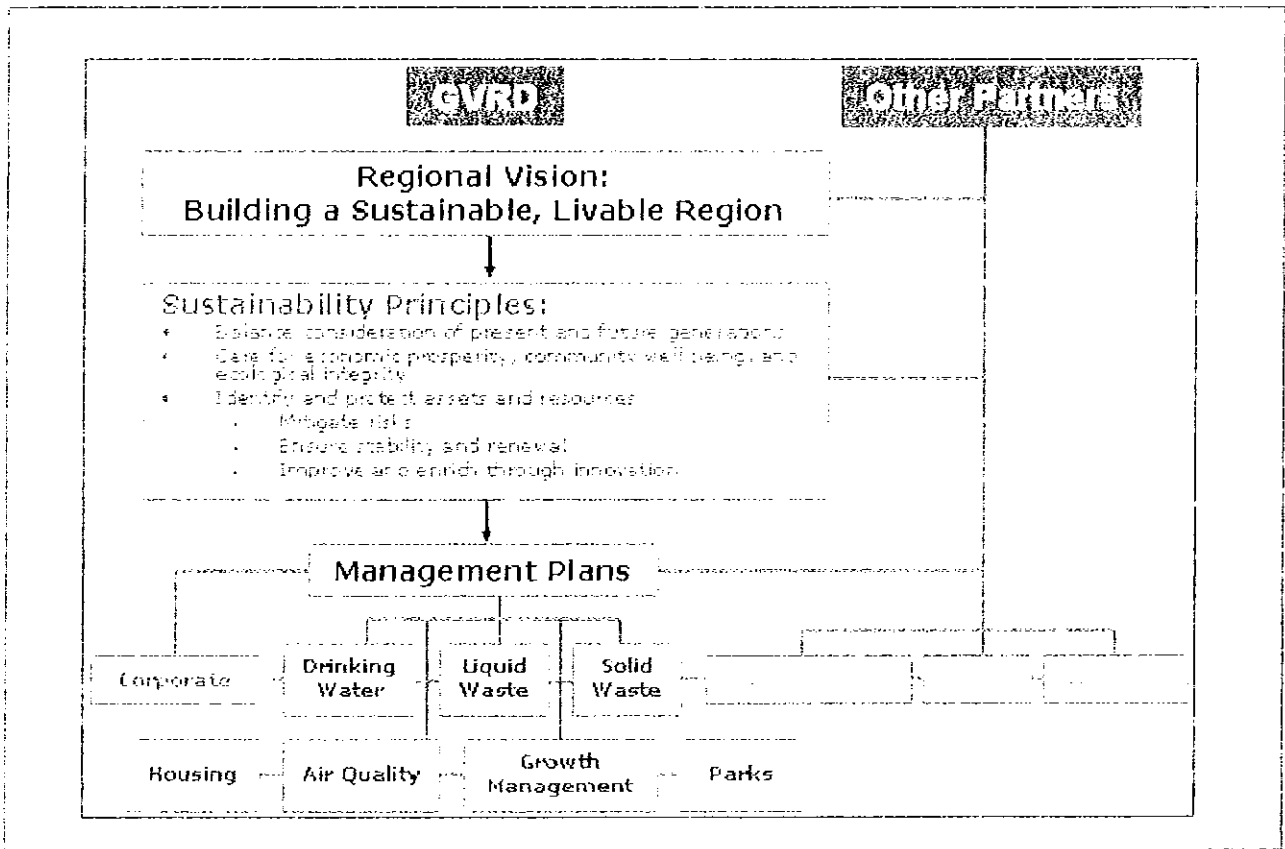 GVRD
Other Partners
Regional Vision:
Building a Sustainable, Livable Region
Sustainability Principles:
• Balance consideration of present and future generations
• Care for economic prosperity, community well being, and
ecological integrity
• Identify and protect assets and resources
• Mitigate risks
• Ensure stability and renewal
• Improve and enrich through innovation
Management Plans
Corporate
Drinking
Water
Liquid
Waste
Solid
Waste
Housing
Air Quality
Growth
Management
Parks